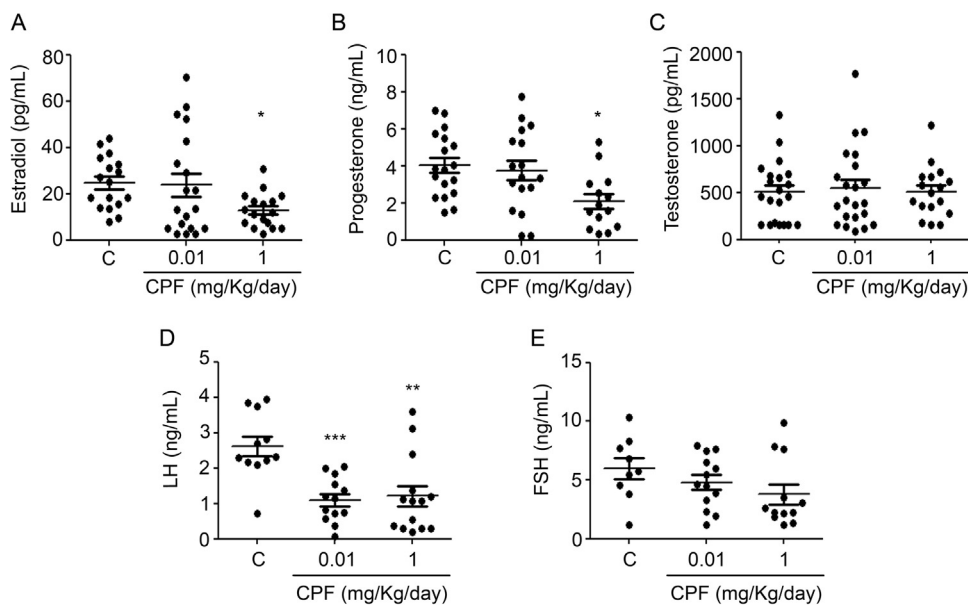 A
Estradiol (pg/mL)
80
60
40
20
0
*
C
0.01
1
CPF (mg/Kg/day)
B
Progesterone (ng/mL)
10
8
6
4
2
0
*
C
0.01
1
CPF (mg/Kg/day)
C
Testosterone (pg/mL)
2000
1500
1000
500
0
C
0.01
1
CPF (mg/Kg/day)
D
LH (ng/mL)
5
4
3
2
1
0
***
**
C
0.01
1
CPF (mg/Kg/day)
E
FSH (ng/mL)
15
10
5
0
C
0.01
1
CPF (mg/Kg/day)